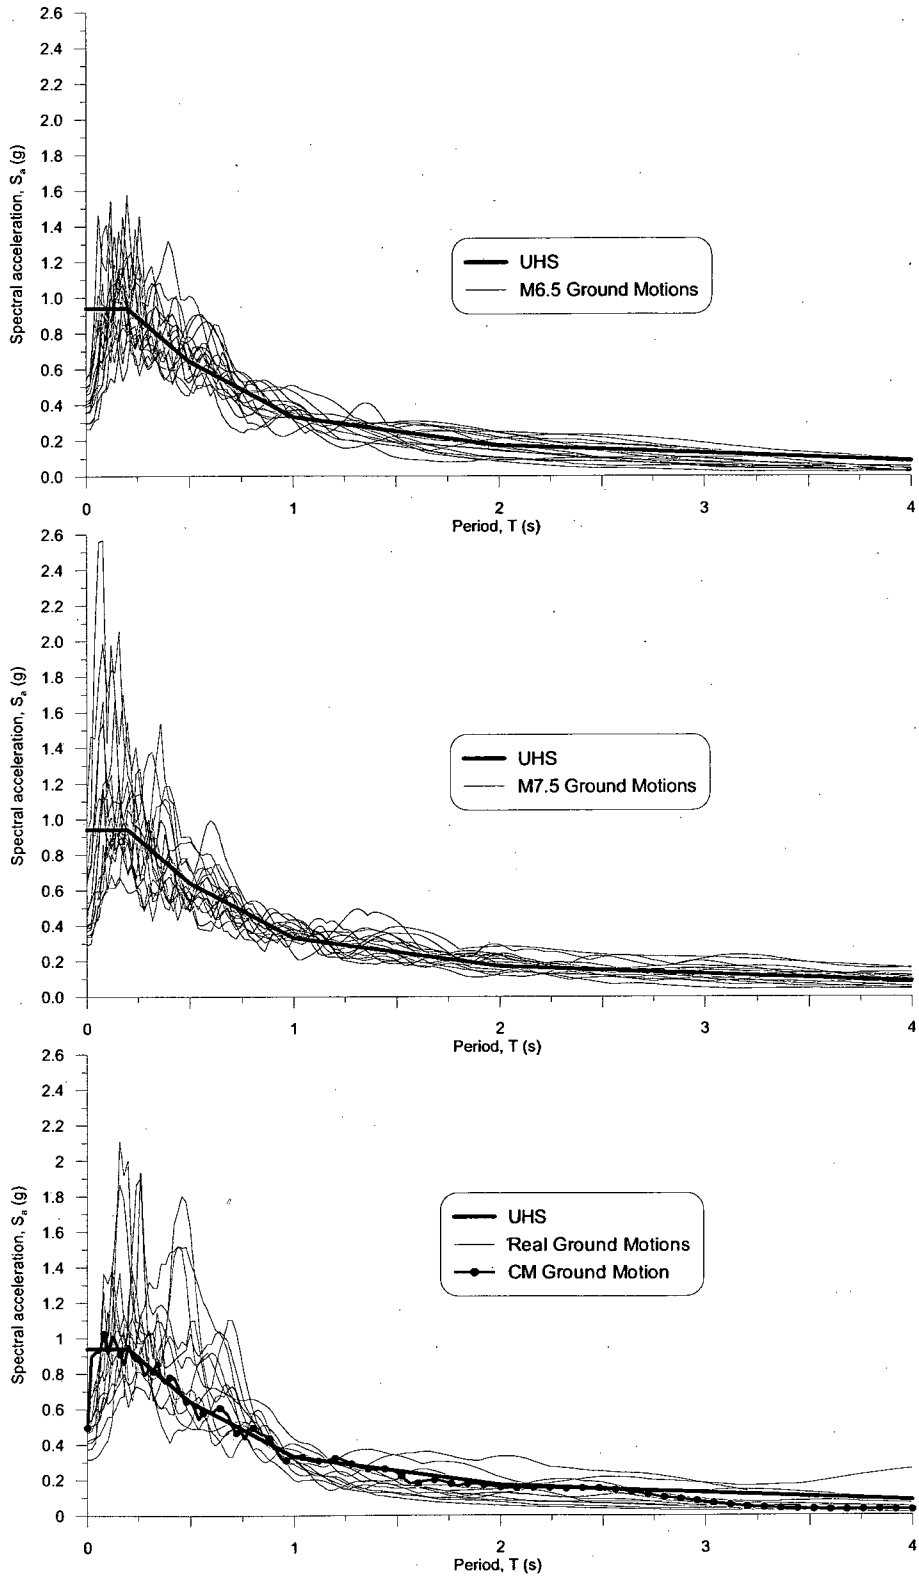 2.6
2.4
2.2
2.0
1.8
1.6
1.4
1.2
1.0
0.8
0.6
0.4
0.2
0.0
Spectral acceleration, Sₐ (g)
UHS
M6.5 Ground Motions
0 1 2 3 4
Period, T (s)
2.6
2.4
2.2
2.0
1.8
1.6
1.4
1.2
1.0
0.8
0.6
0.4
0.2
0.0
Spectral acceleration, Sₐ (g)
UHS
M7.5 Ground Motions
0 1 2 3 4
Period, T (s)
2.6
2.4
2.2
2
1.8
1.6
1.4
1.2
1
0.8
0.6
0.4
0.2
0
Spectral acceleration, Sₐ (g)
UHS
Real Ground Motions
CM Ground Motion
0 1 2 3 4
Period, T (s)